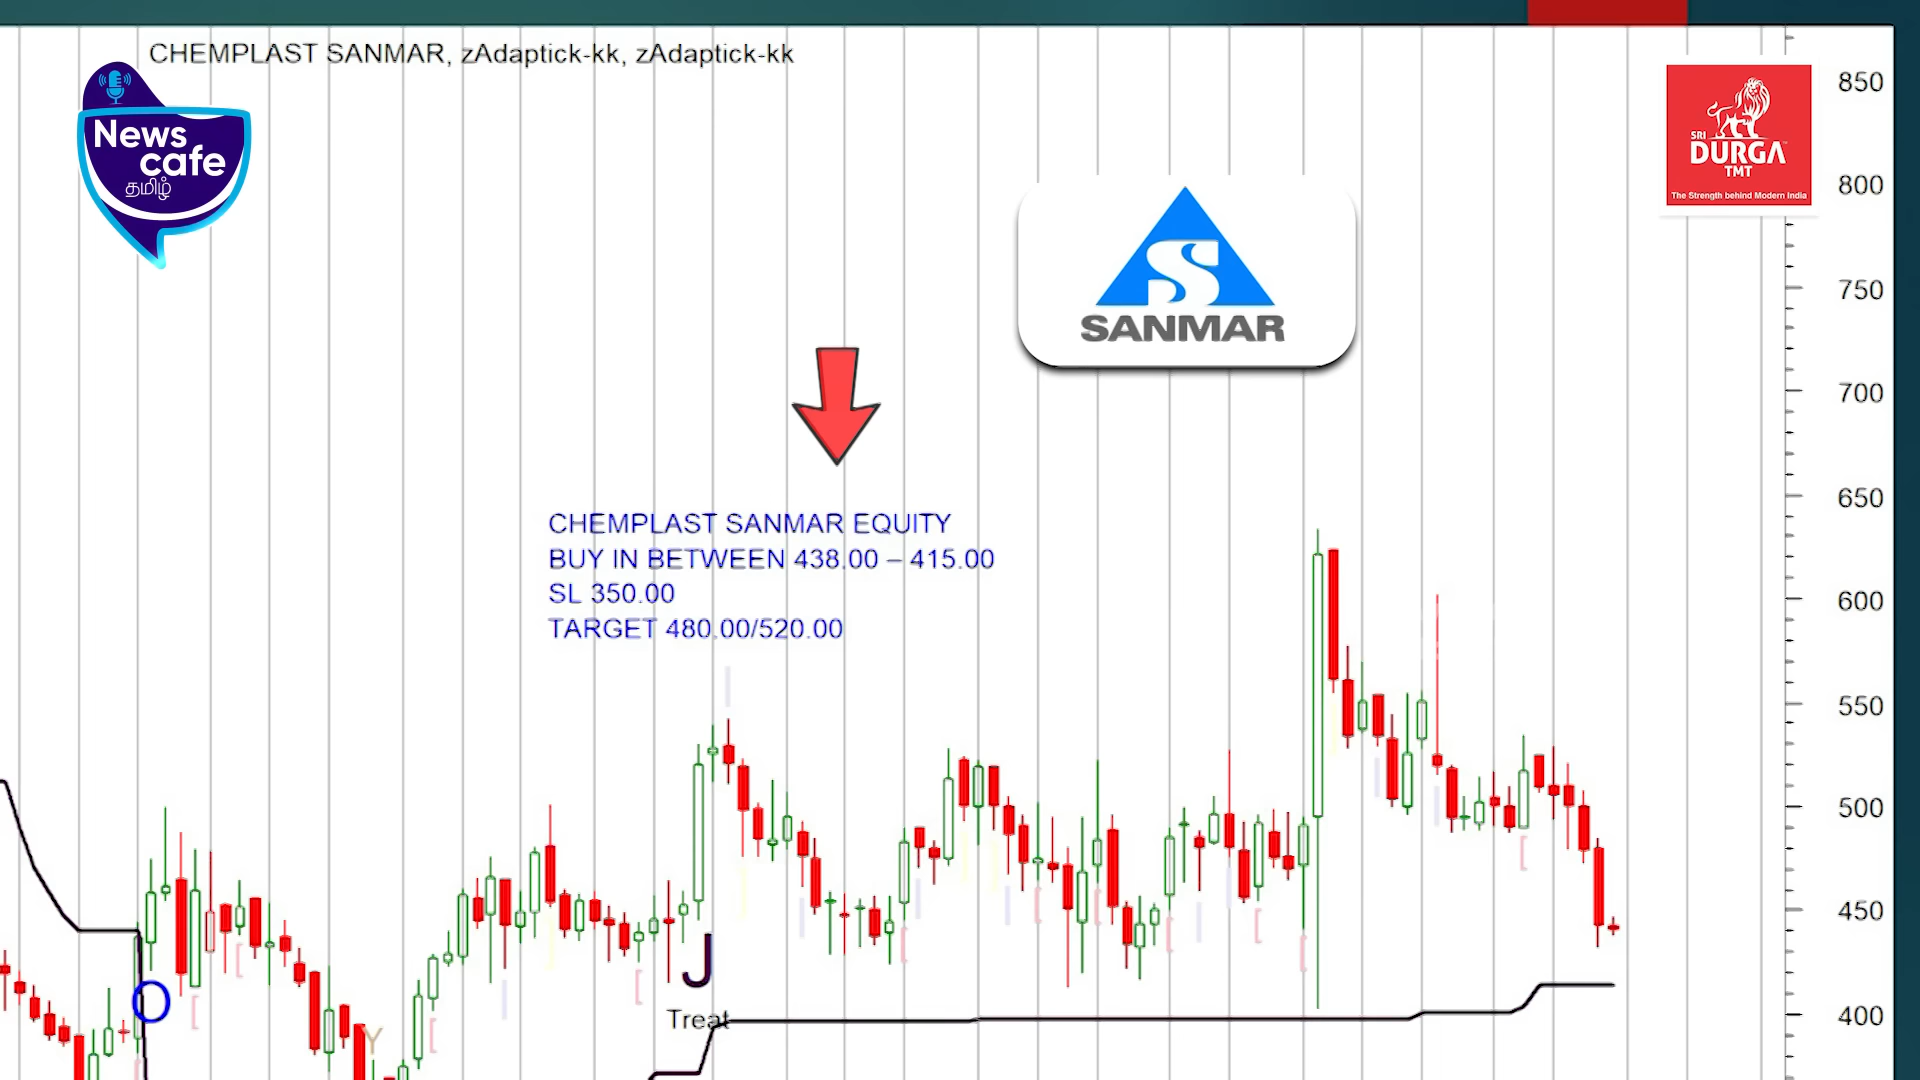 CHEMPLAST SANMAR, zAdaptick-kk, zAdaptick-kk
News
cafe
தமிழ்
SRI
DURGA
TMT
The Strength behind Modern India
S
SANMAR
CHEMPLAST SANMAR EQUITY
BUY IN BETWEEN 438.00 – 415.00
SL 350.00
TARGET 480.00/520.00
850
800
750
700
650
600
550
500
450
400
O
Y
J
Treat